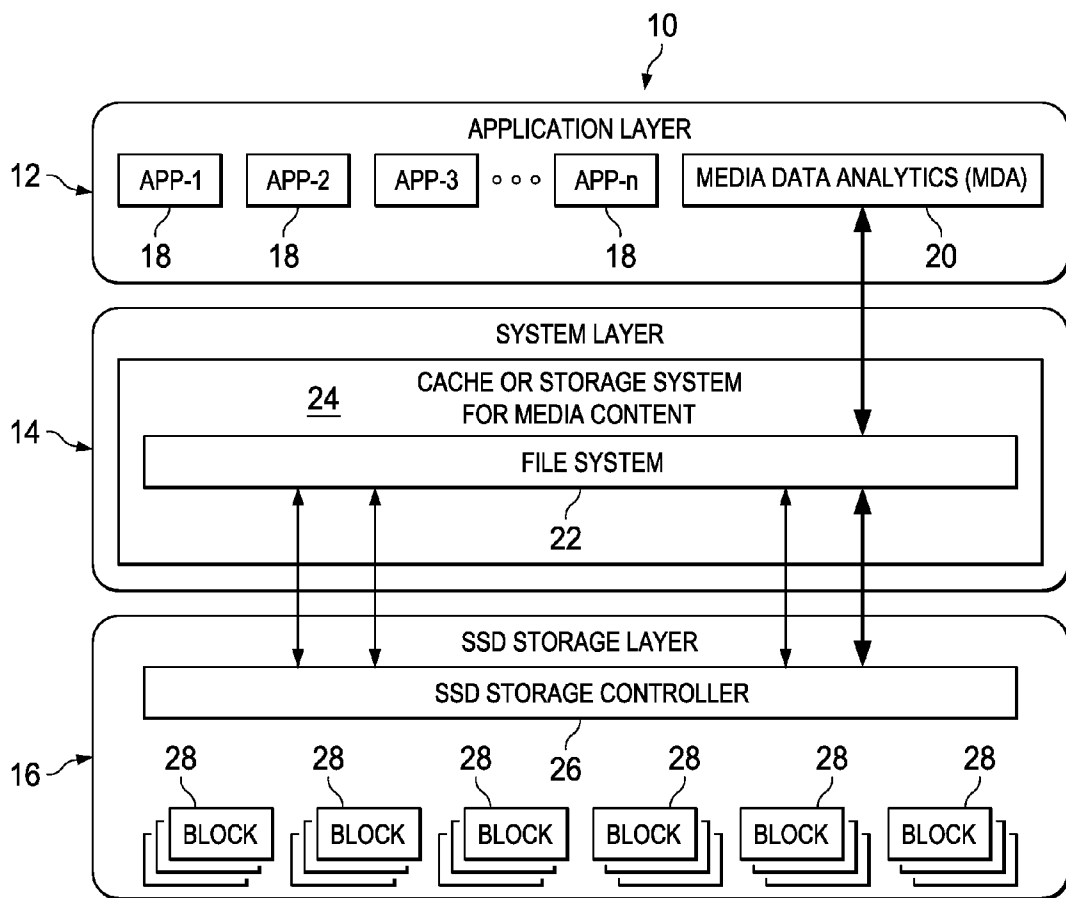 10
APPLICATION LAYER
12
APP-1
APP-2
APP-3
APP-n
MEDIA DATA ANALYTICS (MDA)
18
18
18
20
SYSTEM LAYER
CACHE OR STORAGE SYSTEM
FOR MEDIA CONTENT
24
14
FILE SYSTEM
22
SSD STORAGE LAYER
SSD STORAGE CONTROLLER
16
28
28
28
26
28
28
28
BLOCK
BLOCK
BLOCK
BLOCK
BLOCK
BLOCK